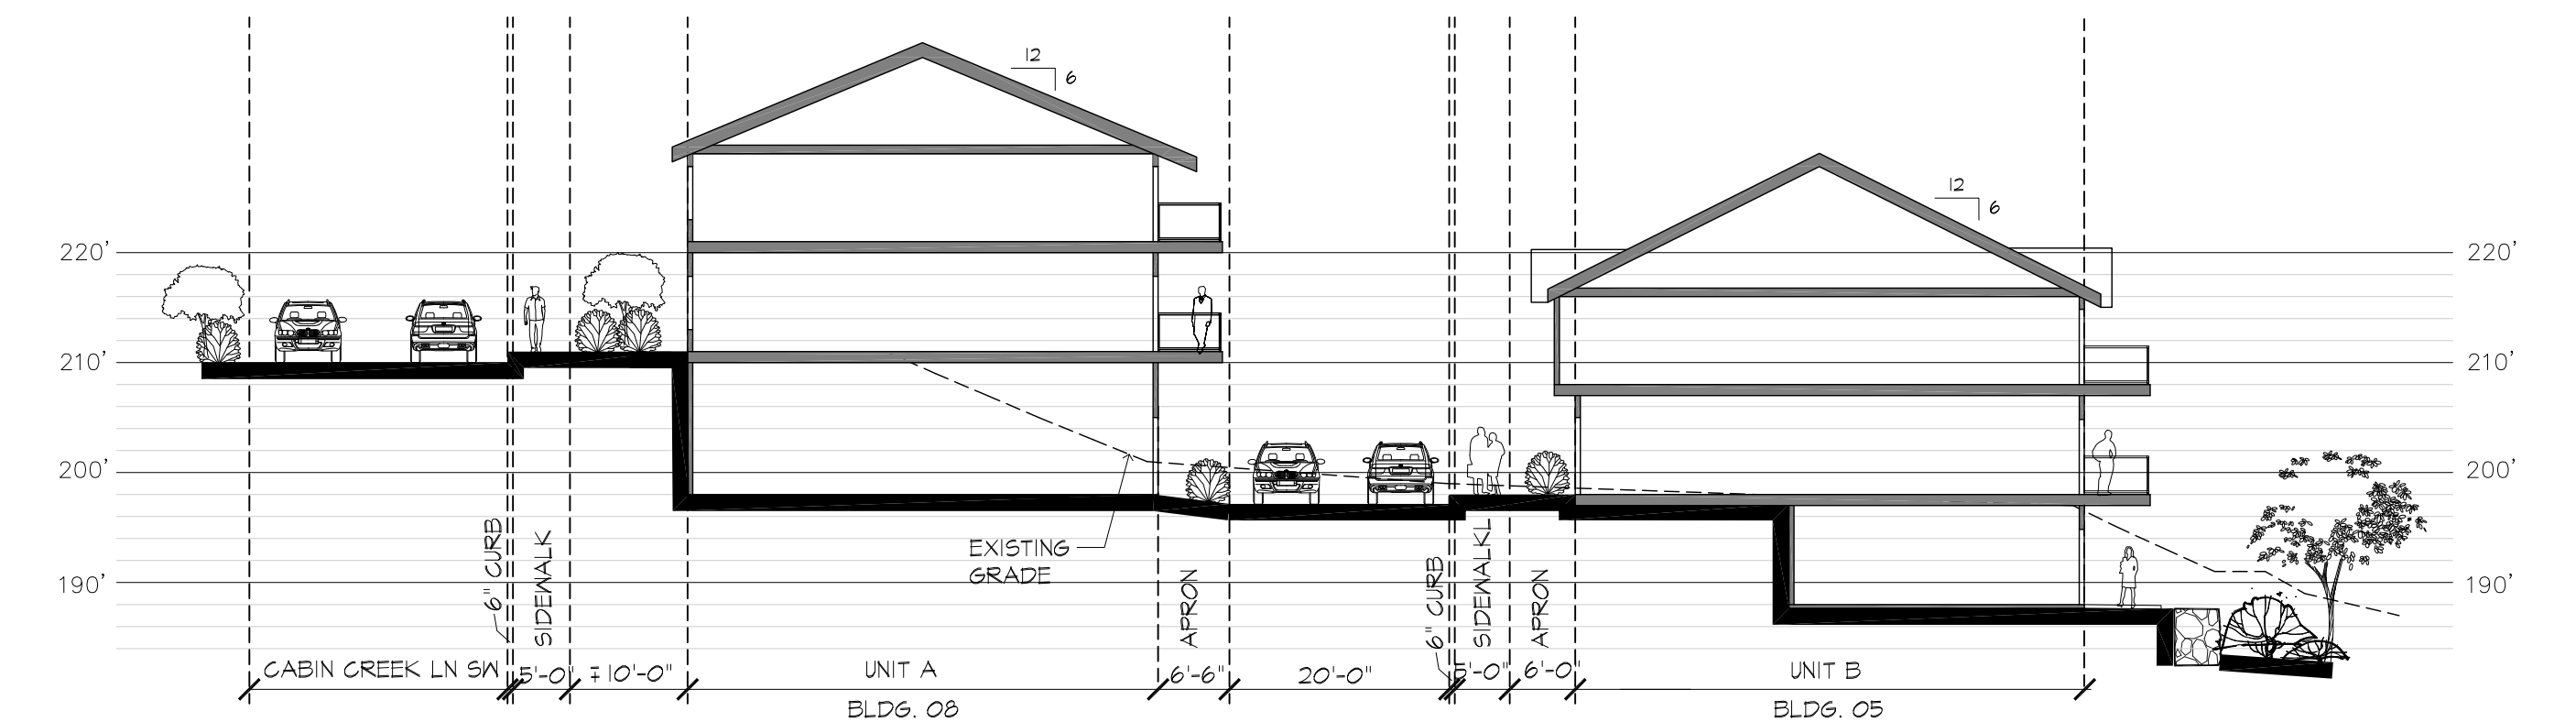 12
6
12
6
220'
220'
210'
210'
200'
200'
EXISTING
GRADE
190'
190'
6" CURB
SIDEWALK
APRON
6" CURB
SIDEWALKL
APRON
CABIN CREEK LN SW
5'-0"
10'-0"
UNIT A
6'-6"
20'-0"
5'-0"
6'-0"
UNIT B
BLDG. 08
BLDG. 05